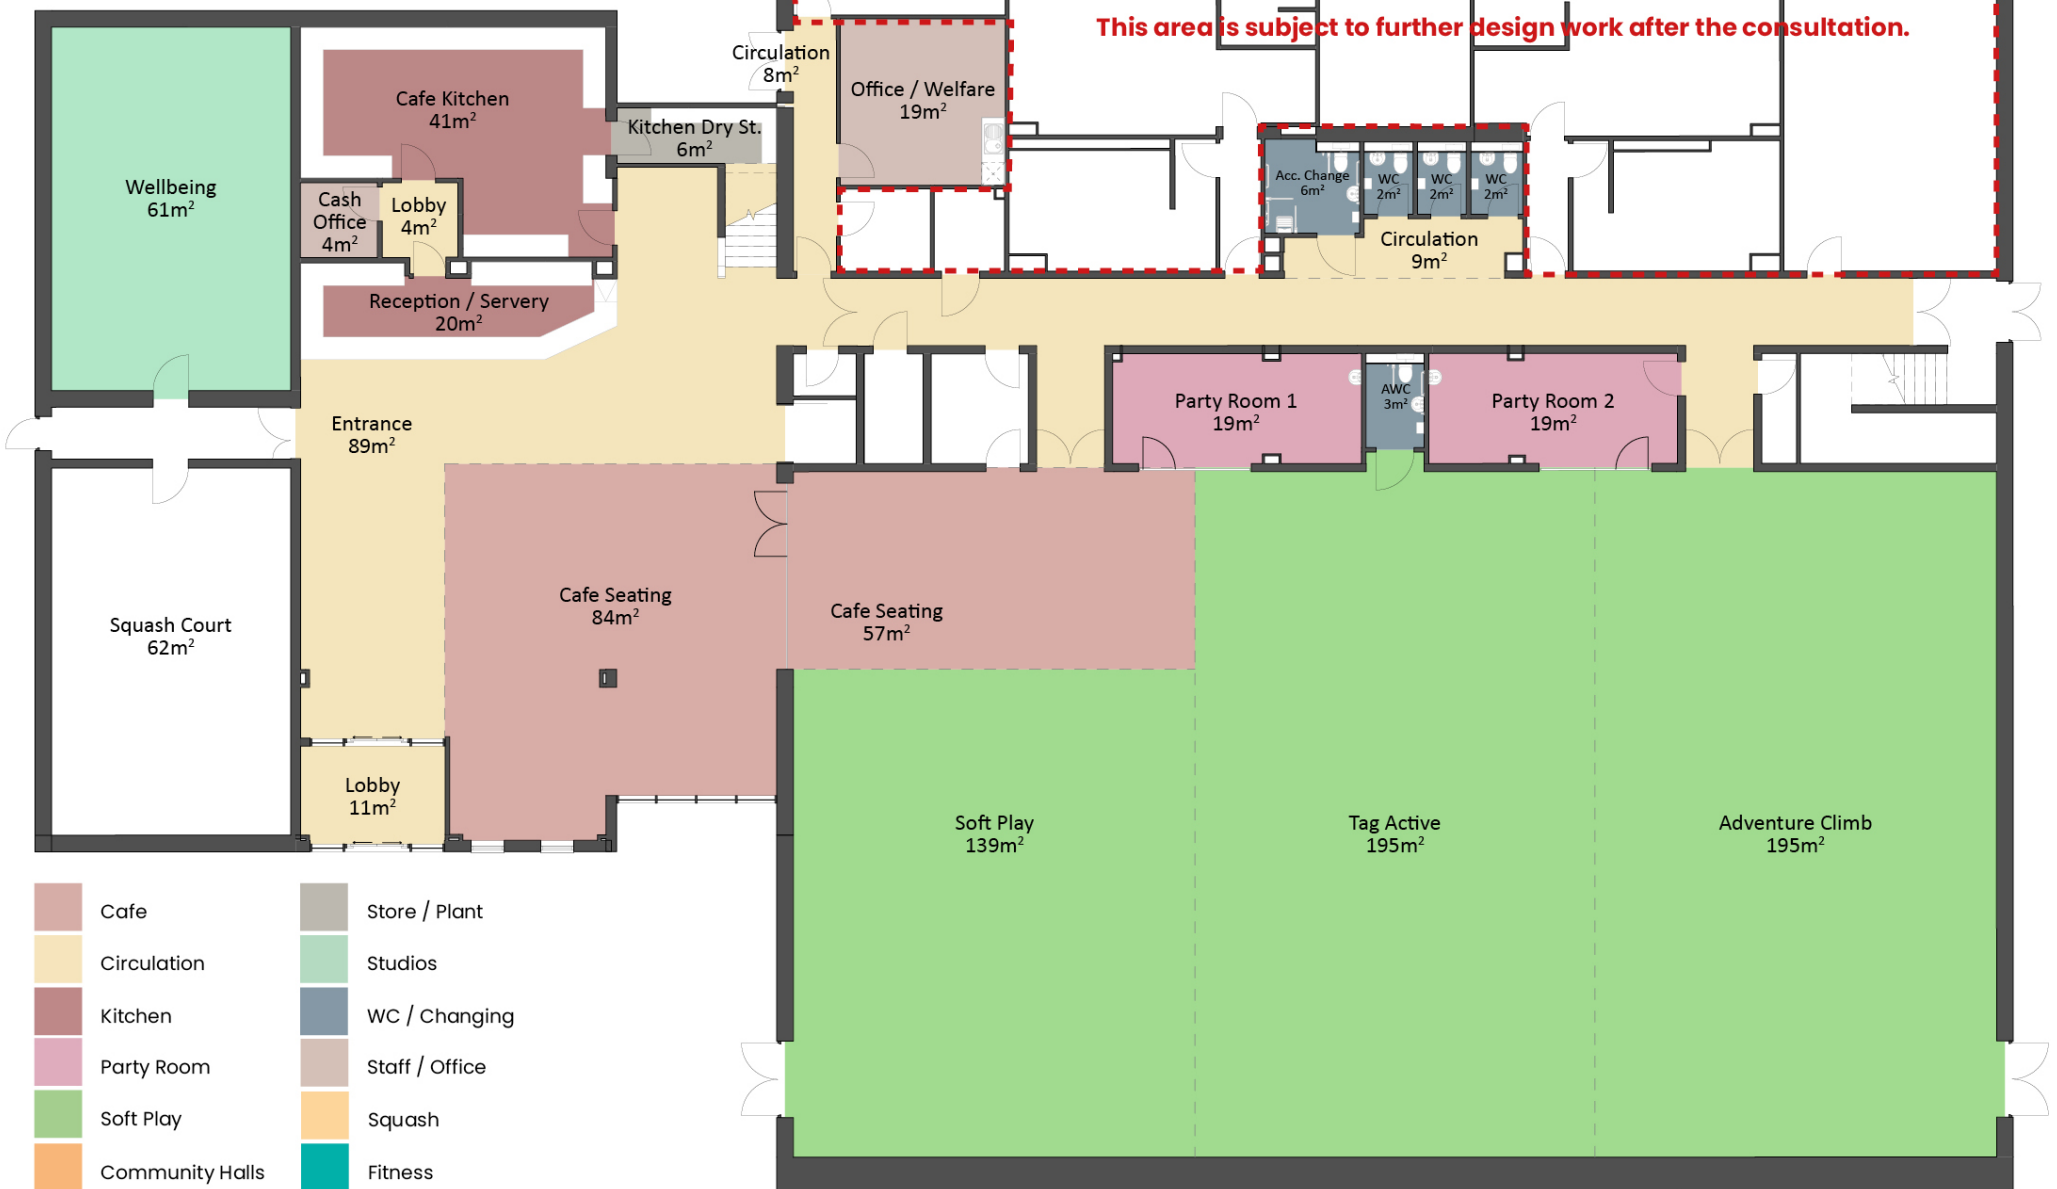 This area is subject to further design work after the consultation.
Circulation
8m²
Office / Welfare
19m²
Cafe Kitchen
41m²
Kitchen Dry St.
6m²
Wellbeing
61m²
Cash
Office
4m²
Lobby
4m²
Acc. Change
6m²
WC
2m²
WC
2m²
WC
2m²
Circulation
9m²
Reception / Servery
20m²
Entrance
89m²
Party Room 1
19m²
AWC
3m²
Party Room 2
19m²
Cafe Seating
84m²
Cafe Seating
57m²
Squash Court
62m²
Lobby
11m²
Soft Play
139m²
Tag Active
195m²
Adventure Climb
195m²
Cafe
Circulation
Kitchen
Party Room
Soft Play
Community Halls
Store / Plant
Studios
WC / Changing
Staff / Office
Squash
Fitness